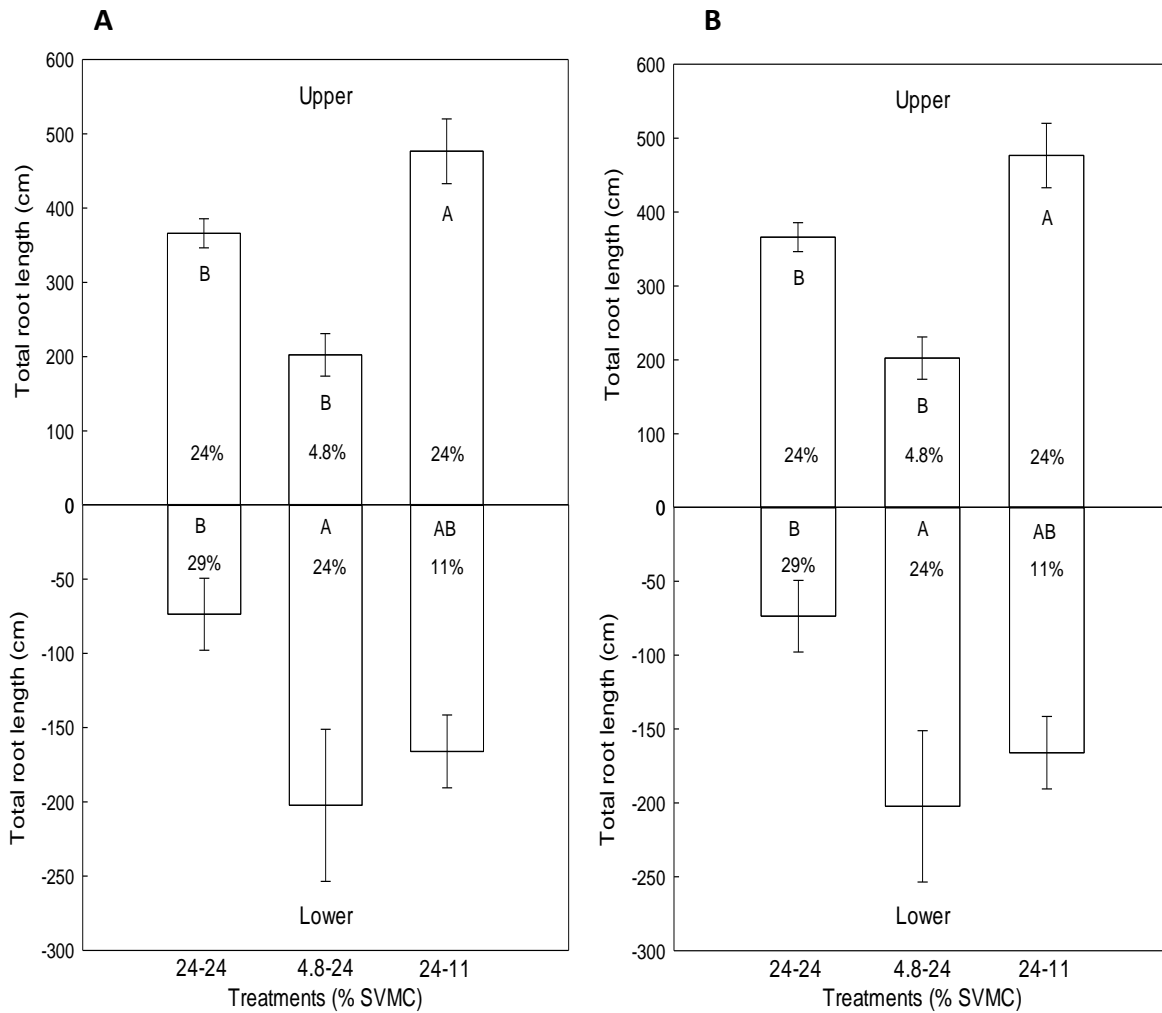 A
600
Upper
500
400
300
200
100
0
-50
-100
-150
-200
-250
-300
Total root length (cm)
Total root length (cm)
B
24%
B
4.8%
A
24%
B
29%
A
24%
AB
11%
Lower
24-24 4.8-24 24-11
Treatments (% SVMC)
B
600
Upper
500
400
300
200
100
0
-50
-100
-150
-200
-250
-300
Total root length (cm)
Total root length (cm)
B
24%
B
4.8%
A
24%
B
29%
A
24%
AB
11%
Lower
24-24 4.8-24 24-11
Treatments (% SVMC)